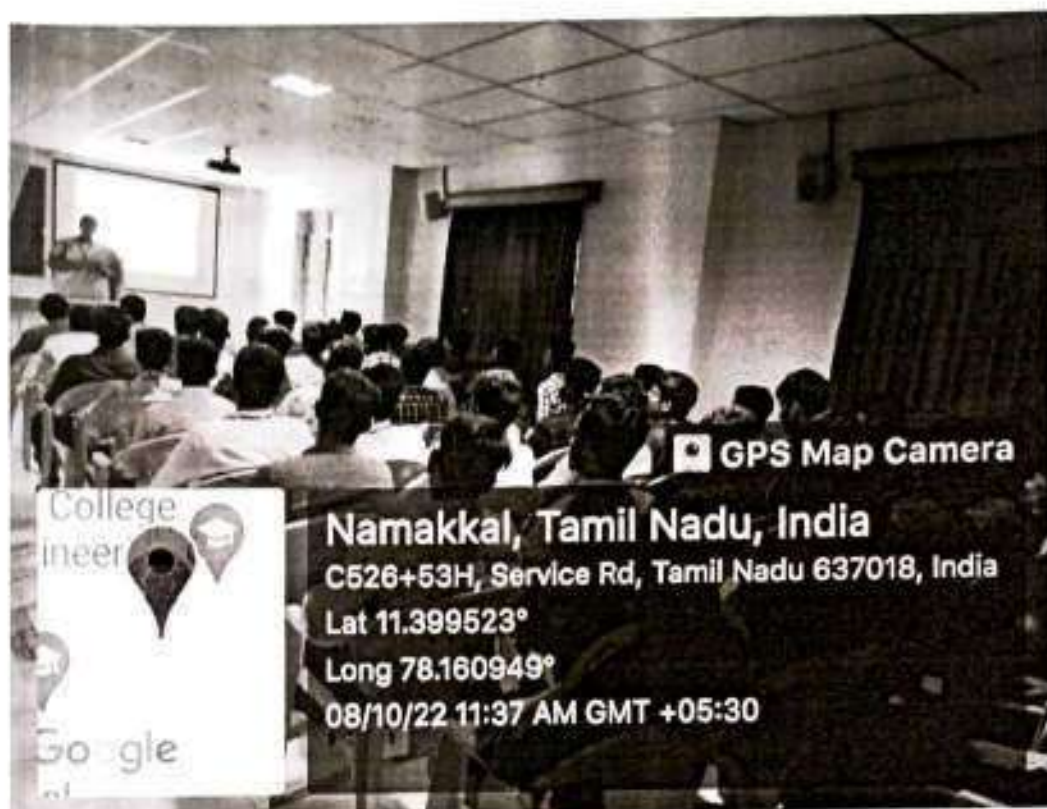 GPS Map Camera
College
ineer
Google
Namakkal, Tamil Nadu, India
C526+53H, Service Rd, Tamil Nadu 637018, India
Lat 11.399523°
Long 78.160949°
08/10/22 11:37 AM GMT +05:30